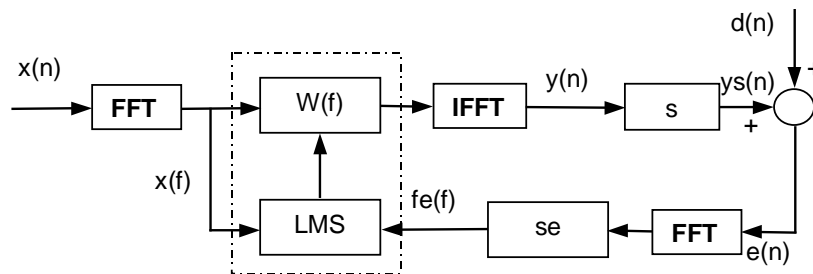 d(n)
x(n)
-
FFT
W(f)
IFFT
y(n)
s
ys(n)
+
x(f)
LMS
fe(f)
se
FFT
e(n)